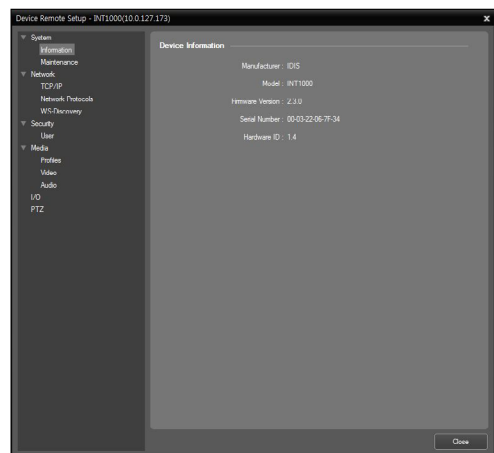 Device Remote Setup - INT1000(10.0.127.173)
x
System
Information
Maintenance
Network
TCP/IP
Network Protocols
WS-Discovery
Security
User
Media
Profiles
Video
Audio
I/O
PTZ
Device Information
Manufacturer : IDIS
Model : INT1000
Firmware Version : 2.3.0
Serial Number : 00-03-22-06-7F-34
Hardware ID : 1.4
Close